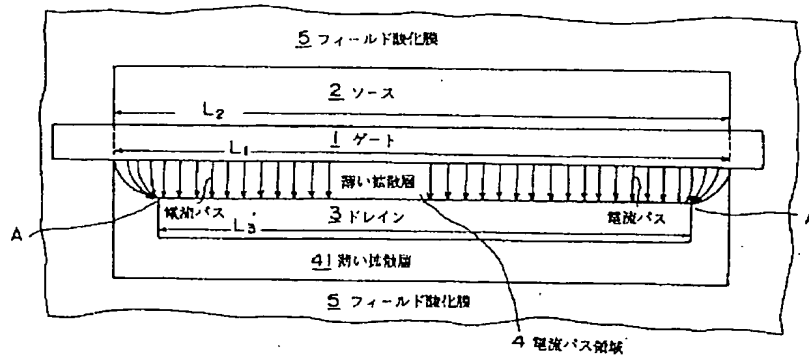 5 フィールド酸化膜
2 ソース
L2
1 ゲート
L1
薄い拡散層
電流パス
電流パス
A
A
3 ドレイン
L3
41 薄い拡散層
5 フィールド酸化膜
4 電流パス領域